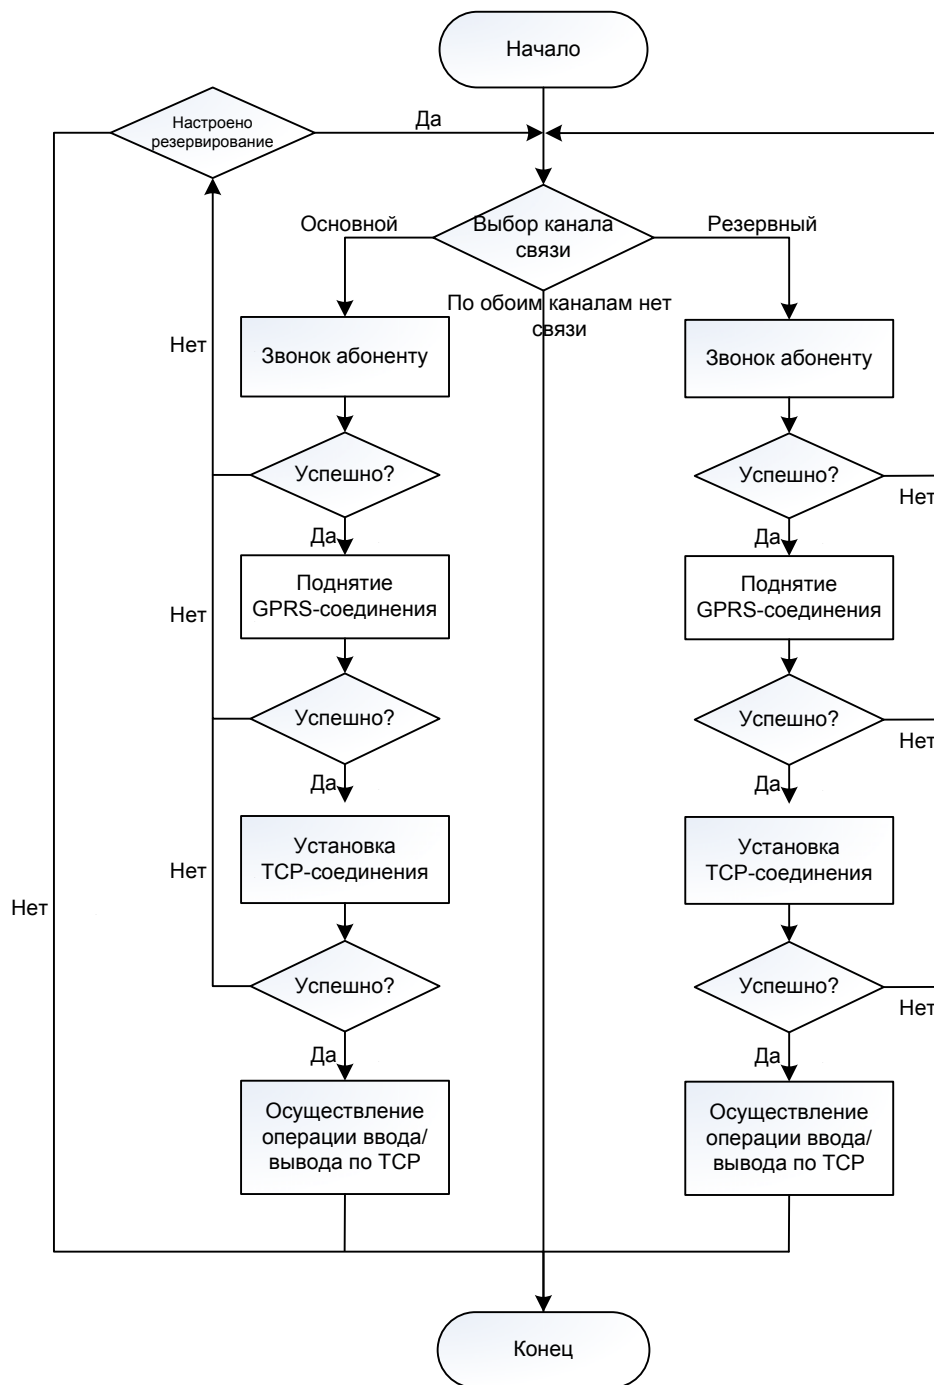 Начало
Настроено
резервирование
Да
Основной
Выбор канала
связи
Резервный
По обоим каналам нет
связи
Нет
Звонок абоненту
Звонок абоненту
Успешно?
Успешно?
Нет
Да
Да
Поднятие
GPRS-соединения
Поднятие
GPRS-соединения
Нет
Успешно?
Успешно?
Нет
Да
Да
Установка
TCP-соединения
Установка
TCP-соединения
Нет
Нет
Успешно?
Успешно?
Нет
Да
Да
Осуществление
операции ввода/
вывода по TCP
Осуществление
операции ввода/
вывода по TCP
Конец